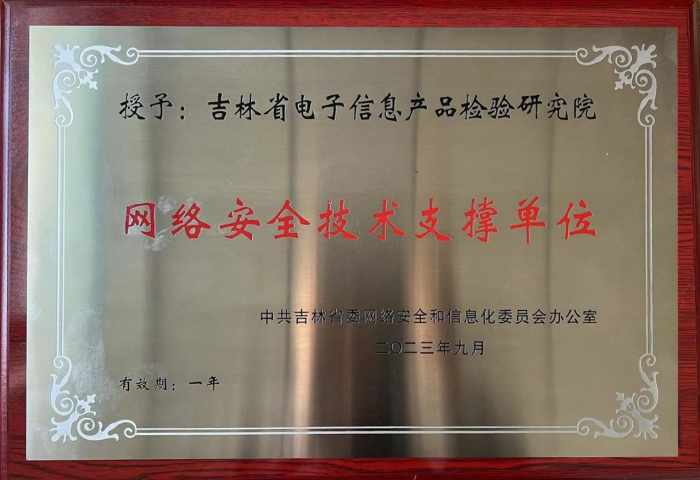 授予：吉林省电子信息产品检验研究院
网络安全技术支撑单位
中共吉林省委网络安全和信息化委员会办公室
二〇二三年九月
有效期：一年